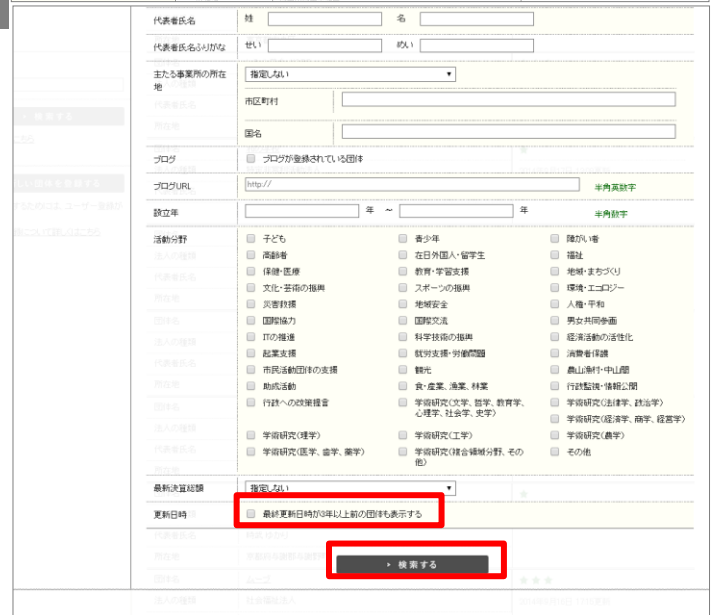 代表者氏名 姓 名
代表者氏名ふりがな せい めい
主たる事業所の所在地 指定しない
市区町村
国名
ブログ ブログが登録されている団体
ブログURL http:// 半角英数字
設立年 年 ～ 年 半角数字
活動分野 子ども 青少年 障がい者
高齢者 在日外国人・留学生 福祉
保健・医療 教育・学習支援 地域・まちづくり
文化・芸術の振興 スポーツの振興 環境・エコロジー
災害救援 地域安全 人権・平和
国際協力 国際交流 男女共同参画
ITの推進 科学技術の振興 経済活動の活性化
起業支援 就労支援・労働問題 消費者保護
市民活動団体の支援 観光 農山漁村・中山間
助成活動 食・産業、漁業、林業 行政監視・情報公開
行政への政策提言 学術研究(文学、哲学、教育学、心理学、社会学、史学) 学術研究(法律学、政治学)
学術研究(経済学、商学、経営学)
学術研究(理学) 学術研究(工学) 学術研究(農学)
学術研究(医学、歯学、薬学) 学術研究(複合領域分野、その他) その他
最新決算総額 指定しない
更新日時 最終更新日時が3年以上前の団体も表示する
検索する